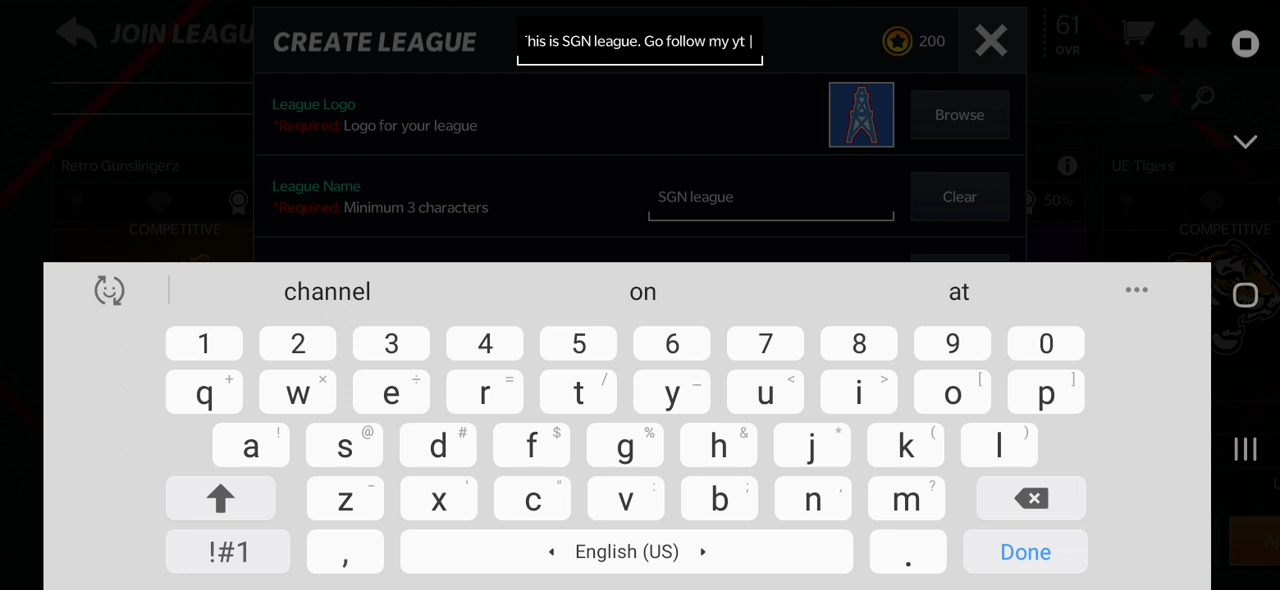 JOIN LEAGU
CREATE LEAGUE
This is SGN league. Go follow my yt
200
61
OVR
League Logo
*Required: Logo for your league
Browse
Retro Gunslingerz
UE Tigers
League Name
*Required: Minimum 3 characters
SGN league
Clear
50%
COMPETITIVE
COMPETITIVE
channel on at •••
1 2 3 4 5 6 7 8 9 0
q + w × e ÷ r = t / y _ u < i > o [ p ]
a ! s @ d # f $ g % h & j * k ( l )
z - x ' c " v : b ; n , m ?
!#1 , English (US) . Done